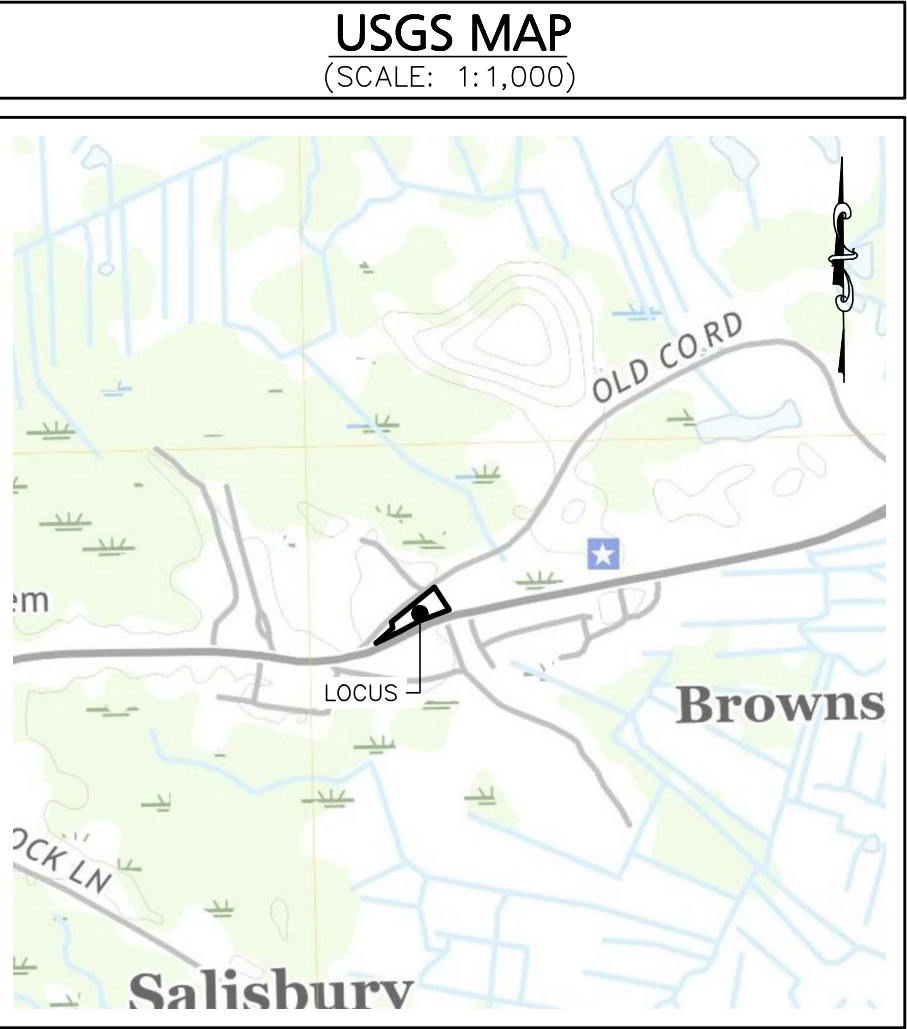 USGS MAP
(SCALE: 1:1,000)
OLD CO RD
em
LOCUS
Browns
OCK LN
Salisbury